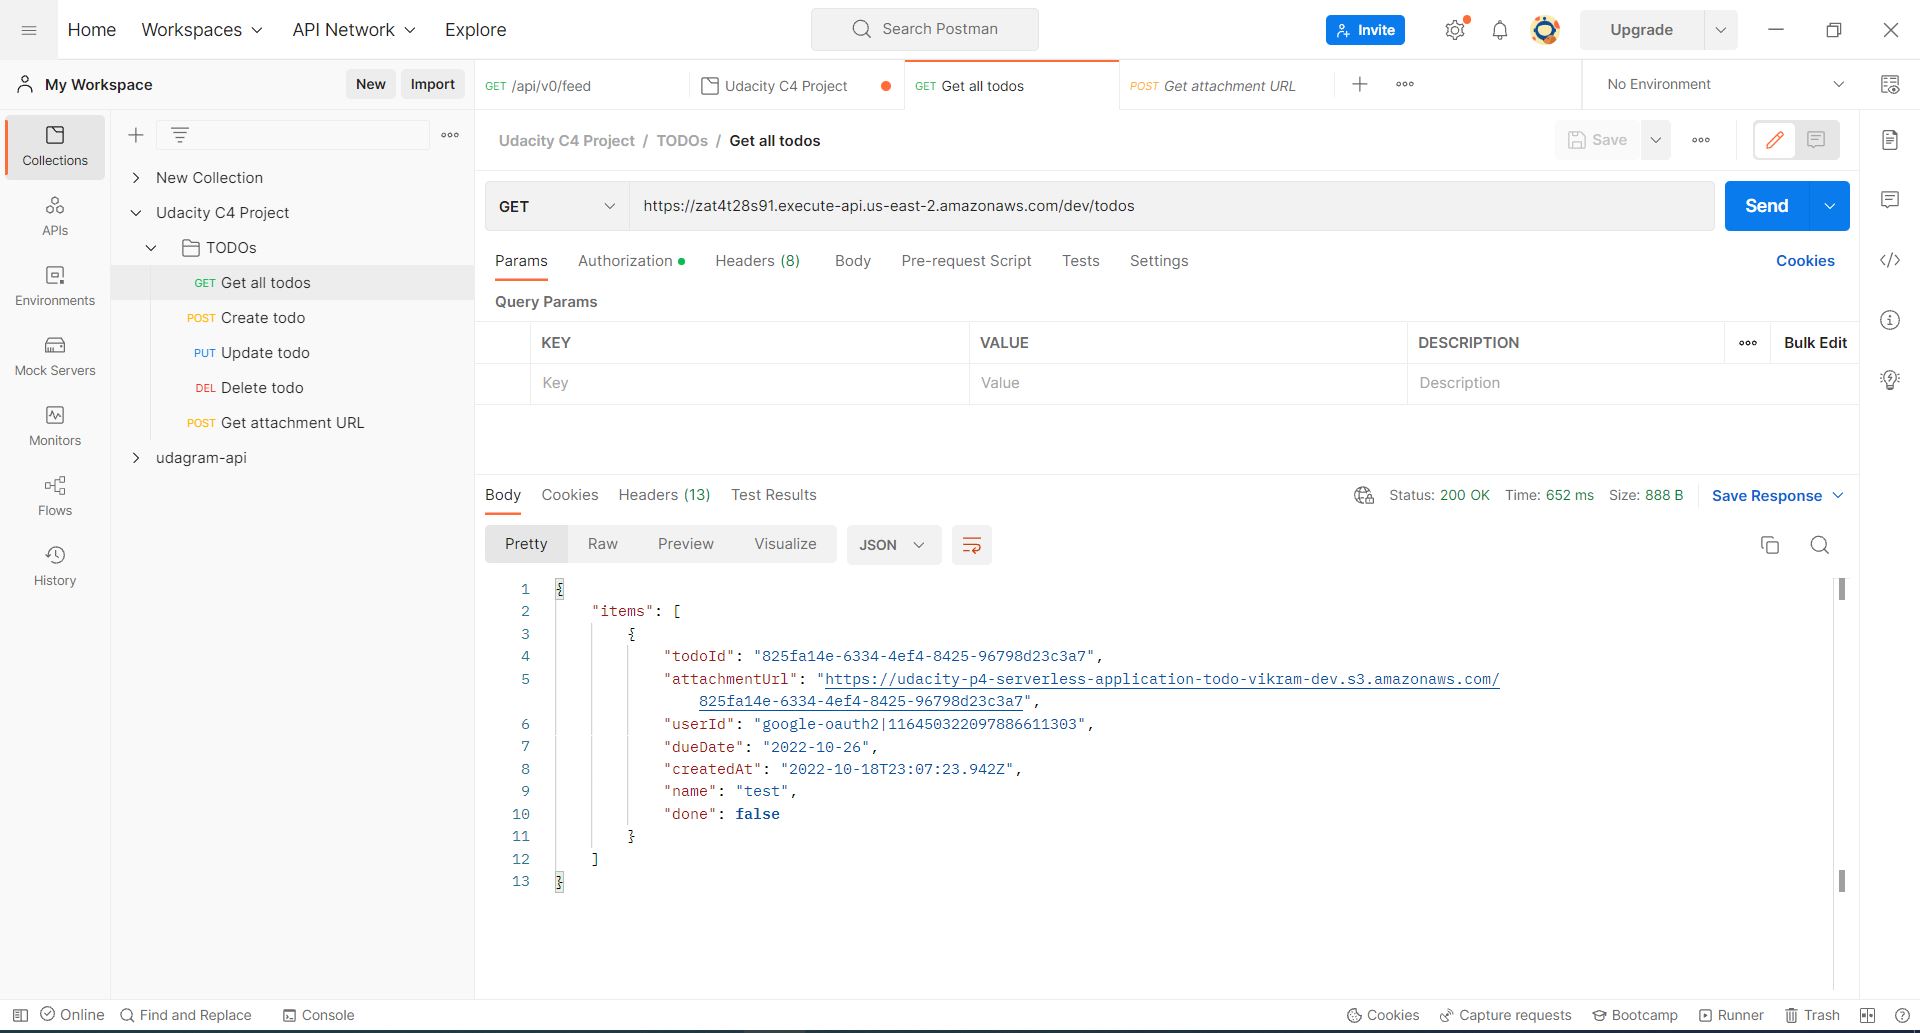 Home Workspaces API Network Explore Search Postman Invite Upgrade
My Workspace New Import GET /api/v0/feed Udacity C4 Project GET Get all todos POST Get attachment URL No Environment
Collections
APIs
Environments
Mock Servers
Monitors
Flows
History
New Collection
Udacity C4 Project
TODOs
GET Get all todos
POST Create todo
PUT Update todo
DEL Delete todo
POST Get attachment URL
udagram-api
Udacity C4 Project / TODOs / Get all todos Save
GET https://zat4t28s91.execute-api.us-east-2.amazonaws.com/dev/todos Send
Params Authorization Headers (8) Body Pre-request Script Tests Settings Cookies
Query Params
KEY VALUE DESCRIPTION Bulk Edit
Key Value Description
Body Cookies Headers (13) Test Results Status: 200 OK Time: 652 ms Size: 888 B Save Response
Pretty Raw Preview Visualize JSON
1 {
2 "items": [
3 {
4 "todoId": "825fa14e-6334-4ef4-8425-96798d23c3a7",
5 "attachmentUrl": "https://udacity-p4-serverless-application-todo-vikram-dev.s3.amazonaws.com/
825fa14e-6334-4ef4-8425-96798d23c3a7",
6 "userId": "google-oauth2|116450322097886611303",
7 "dueDate": "2022-10-26",
8 "createdAt": "2022-10-18T23:07:23.942Z",
9 "name": "test",
10 "done": false
11 }
12 ]
13 }
Online Find and Replace Console Cookies Capture requests Bootcamp Runner Trash